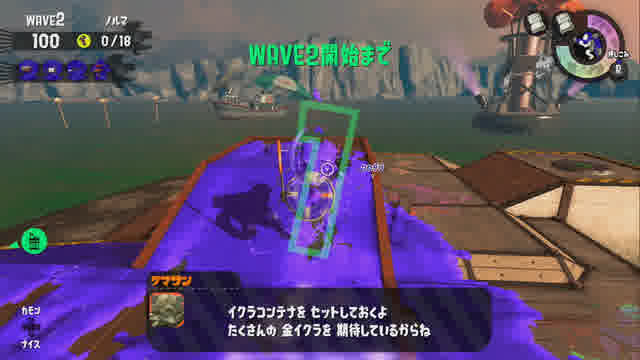 WAVE2 ノルマ
100 0/18
WAVE2開始まで
クマサン
イクラコンテナを セットしておくよ
たくさんの 金イクラを 期待しているからね
カモン
ナイス